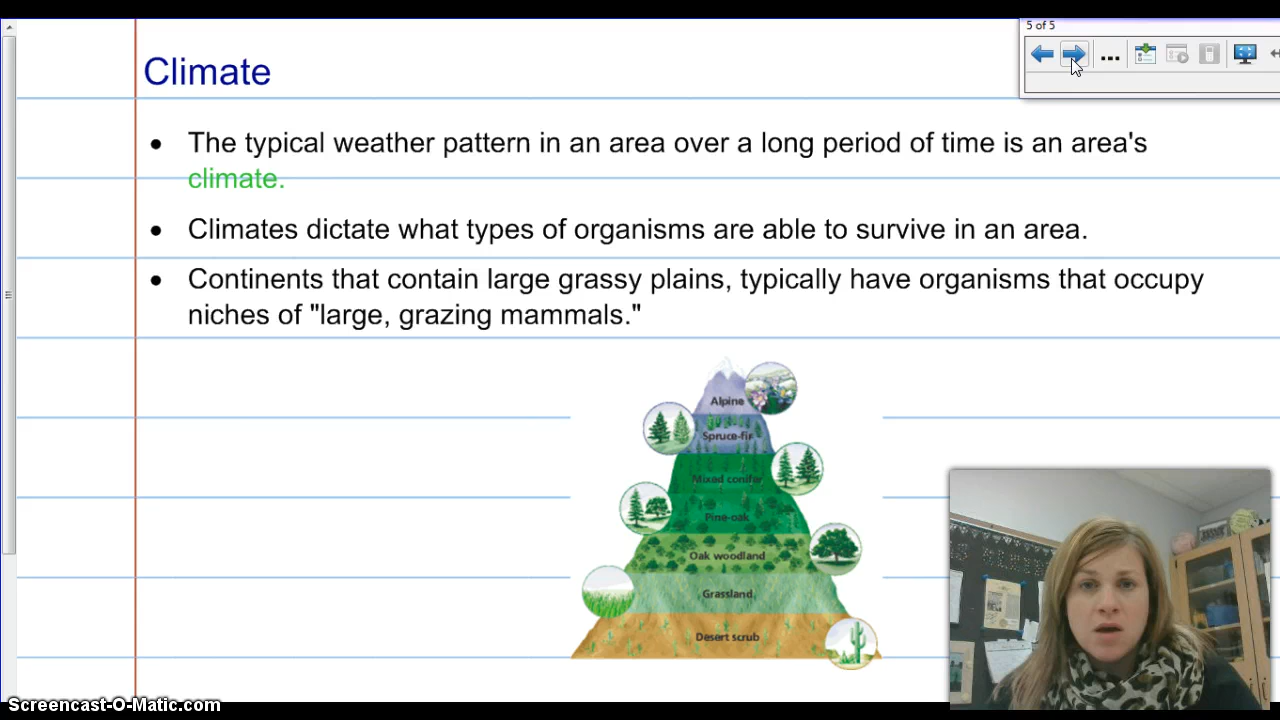 5 of 5
Climate
The typical weather pattern in an area over a long period of time is an area's
climate.
Climates dictate what types of organisms are able to survive in an area.
Continents that contain large grassy plains, typically have organisms that occupy
niches of "large, grazing mammals."
Alpine
Spruce-fir
Mixed conifer
Pine-oak
Oak woodland
Grassland
Desert scrub
Screencast-O-Matic.com